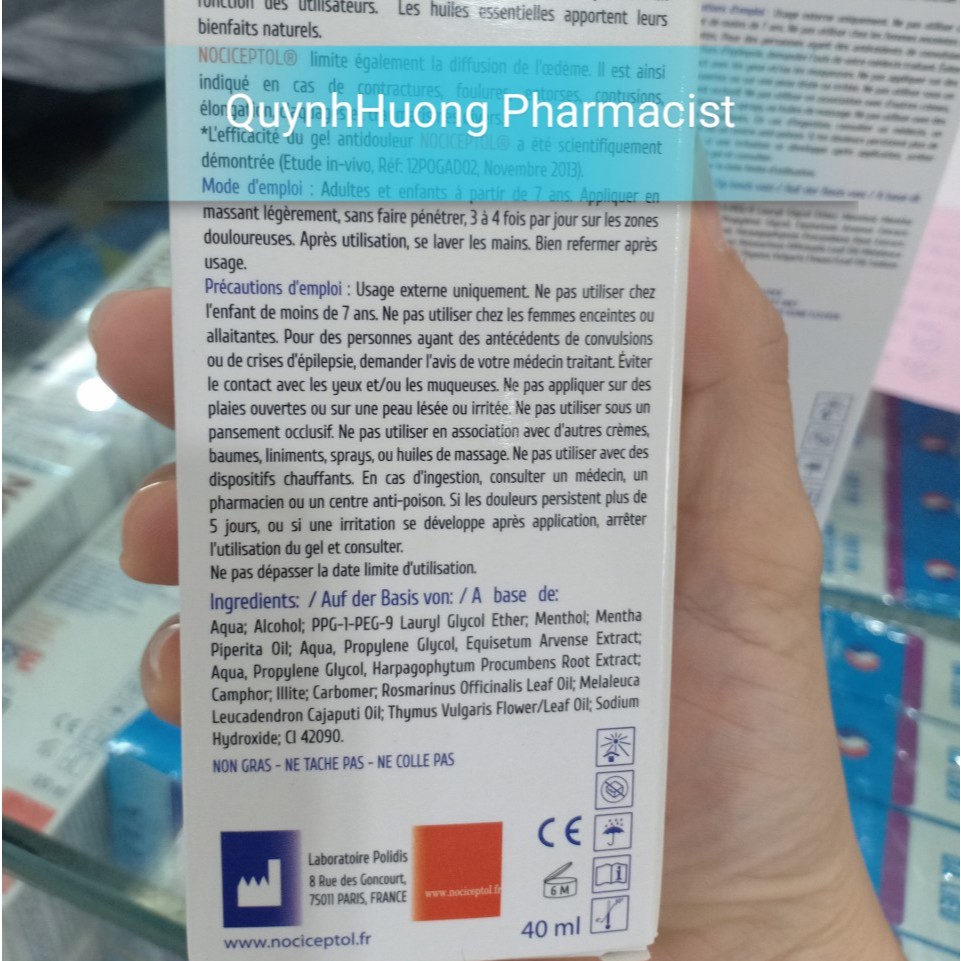 fonction des utilisateurs. Les huiles essentielles apportent leurs
bienfaits naturels.
NOCICEPTOL® limite également la diffusion de l'œdème. Il est ainsi
indiqué en cas de contractures, foulures, entorses, contusions,
QuynhHuong Pharmacist
*L'efficacité du gel antidouleur NOCICEPTOL® a été scientifiquement
démontrée (Etude in-vivo, Réf: 12POGAD02, Novembre 2013).
Mode d'emploi : Adultes et enfants à partir de 7 ans. Appliquer en
massant légèrement, sans faire pénétrer, 3 à 4 fois par jour sur les zones
douloureuses. Après utilisation, se laver les mains. Bien refermer après
usage.
Précautions d'emploi : Usage externe uniquement. Ne pas utiliser chez
l'enfant de moins de 7 ans. Ne pas utiliser chez les femmes enceintes ou
allaitantes. Pour des personnes ayant des antécédents de convulsions
ou de crises d'épilepsie, demander l'avis de votre médecin traitant. Éviter
le contact avec les yeux et/ou les muqueuses. Ne pas appliquer sur des
plaies ouvertes ou sur une peau lésée ou irritée. Ne pas utiliser sous un
pansement occlusif. Ne pas utiliser en association avec d'autres crèmes,
baumes, liniments, sprays, ou huiles de massage. Ne pas utiliser avec des
dispositifs chauffants. En cas d'ingestion, consulter un médecin, un
pharmacien ou un centre anti-poison. Si les douleurs persistent plus de
5 jours, ou si une irritation se développe après application, arrêter
l'utilisation du gel et consulter.
Ne pas dépasser la date limite d'utilisation.
Ingredients: / Auf der Basis von: / A base de:
Aqua; Alcohol; PPG-1-PEG-9 Lauryl Glycol Ether; Menthol; Mentha
Piperita Oil; Aqua, Propylene Glycol, Equisetum Arvense Extract;
Aqua, Propylene Glycol, Harpagophytum Procumbens Root Extract;
Camphor; Illite; Carbomer; Rosmarinus Officinalis Leaf Oil; Melaleuca
Leucadendron Cajaputi Oil; Thymus Vulgaris Flower/Leaf Oil; Sodium
Hydroxide; CI 42090.
NON GRAS - NE TACHE PAS - NE COLLE PAS
Laboratoire Polidis
8 Rue des Goncourt,
75011 PARIS, FRANCE
www.nociceptol.fr
CE
6 M
40 ml
www.nociceptol.fr